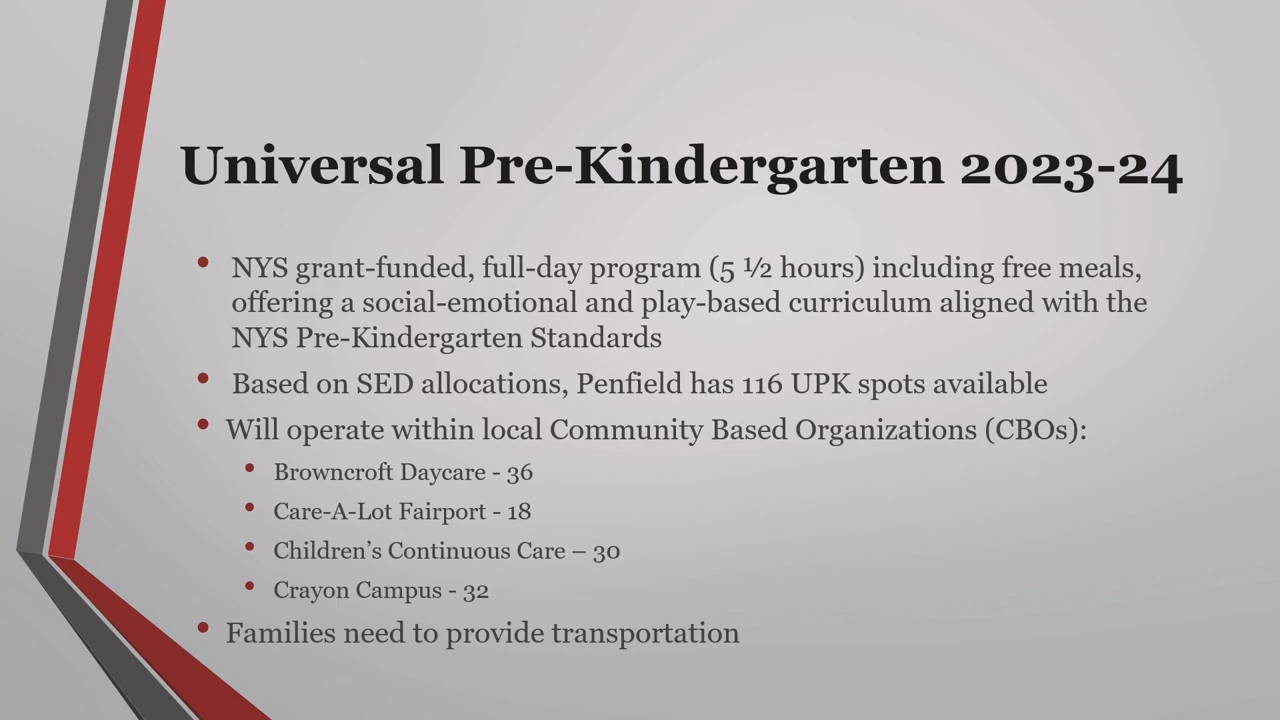 Universal Pre-Kindergarten 2023-24
• NYS grant-funded, full-day program (5 ½ hours) including free meals,
offering a social-emotional and play-based curriculum aligned with the
NYS Pre-Kindergarten Standards
• Based on SED allocations, Penfield has 116 UPK spots available
• Will operate within local Community Based Organizations (CBOs):
• Browncroft Daycare - 36
• Care-A-Lot Fairport - 18
• Children’s Continuous Care – 30
• Crayon Campus - 32
• Families need to provide transportation